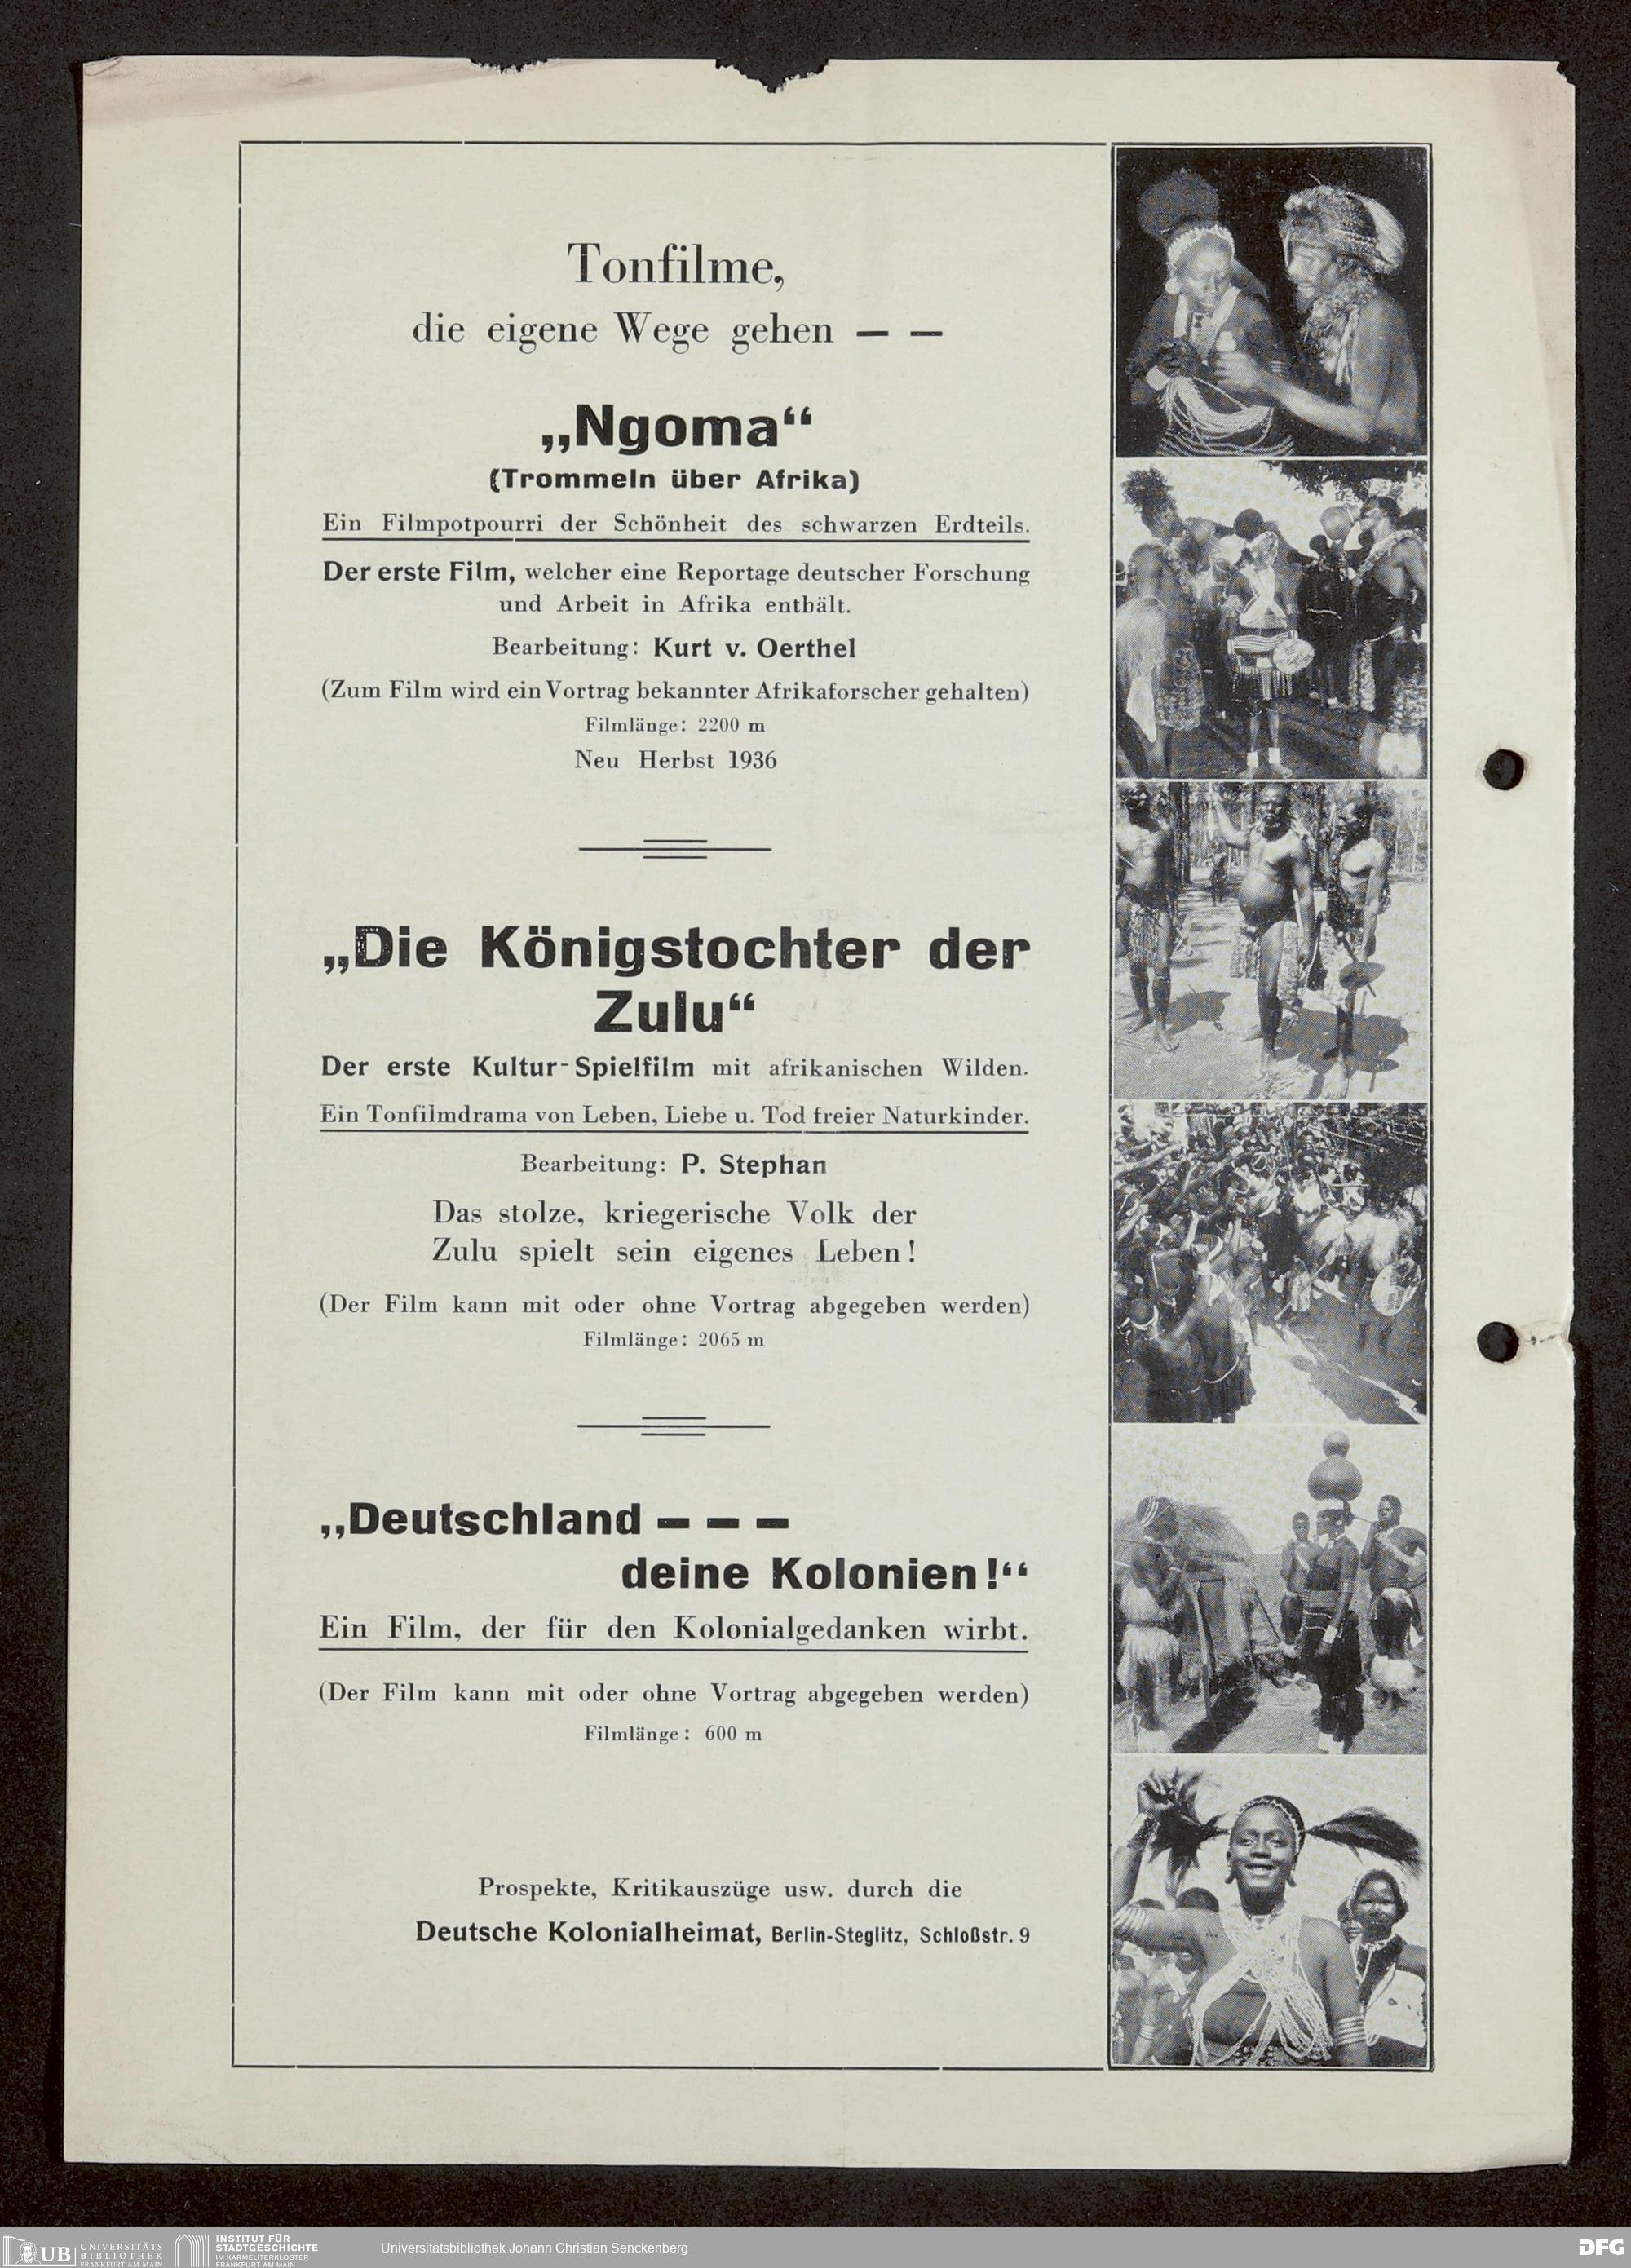 Tonfilme,
die eigene Wege gehen — —
„Ngoma“
(Trommeln über Afrika)
Ein Filmpotpourri der Schönheit des schwarzen Erdteils.
Der erste Film, welcher eine Reportage deutscher Forschung
und Arbeit in Afrika enthält.
Bearbeitung: Kurt v. Oerthel
(Zum Film wird ein Vortrag bekannter Afrikaforscher gehalten)
Filmlänge: 2200 m
Neu Herbst 1936
„Die Königstochter der
Zulu“
Der erste Kultur-Spielfilm mit afrikanischen Wilden.
Ein Tonfilmdrama von Leben, Liebe u. Tod freier Naturkinder.
Bearbeitung: P. Stephan
Das stolze, kriegerische Volk der
Zulu spielt sein eigenes Leben!
(Der Film kann mit oder ohne Vortrag abgegeben werden)
Filmlänge: 2065 m
„Deutschland — — —
deine Kolonien!“
Ein Film, der für den Kolonialgedanken wirbt.
(Der Film kann mit oder ohne Vortrag abgegeben werden)
Filmlänge: 600 m
Prospekte, Kritikauszüge usw. durch die
Deutsche Kolonialheimat, Berlin-Steglitz, Schloßstr. 9
UB UNIVERSITÄTS
BIBLIOTHEK
FRANKFURT AM MAIN
INSTITUT FÜR
STADTGESCHICHTE
IM KARMELITERKLOSTER
FRANKFURT AM MAIN
Universitätsbibliothek Johann Christian Senckenberg
DFG